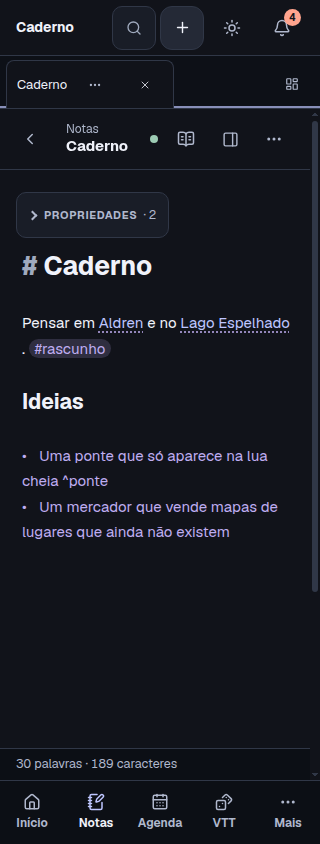 Caderno
4
Caderno
Notas
Caderno
PROPRIEDADES · 2
# Caderno
Pensar em Aldren e no Lago Espelhado
. #rascunho
Ideias
• Uma ponte que só aparece na lua
cheia ^ponte
• Um mercador que vende mapas de
lugares que ainda não existem
30 palavras · 189 caracteres
Início Notas Agenda VTT Mais